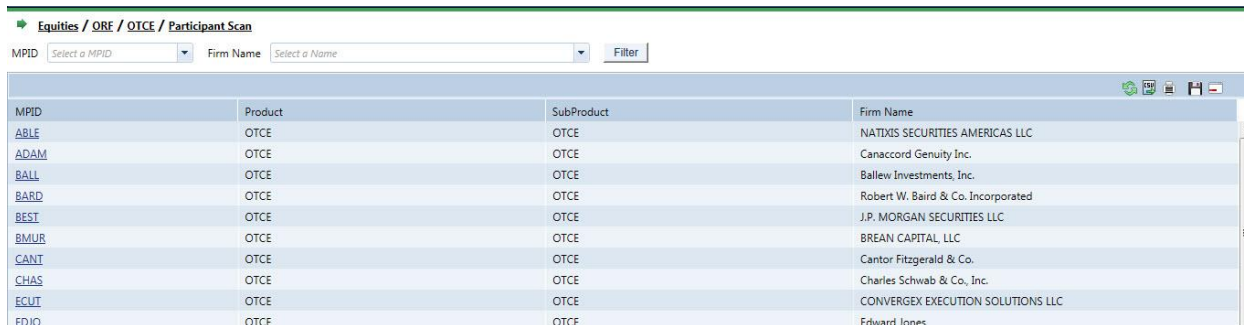 Equities / ORF / OTCE / Participant Scan
MPID Select a MPID Firm Name Select a Name Filter
MPID Product SubProduct Firm Name
ABLE OTCE OTCE NATIXIS SECURITIES AMERICAS LLC
ADAM OTCE OTCE Canaccord Genuity Inc.
BALL OTCE OTCE Ballew Investments, Inc.
BARD OTCE OTCE Robert W. Baird & Co. Incorporated
BEST OTCE OTCE J.P. MORGAN SECURITIES LLC
BMUR OTCE OTCE BREAN CAPITAL, LLC
CANT OTCE OTCE Cantor Fitzgerald & Co.
CHAS OTCE OTCE Charles Schwab & Co., Inc.
ECUT OTCE OTCE CONVERGEX EXECUTION SOLUTIONS LLC
EDJO OTCE OTCE Edward Jones